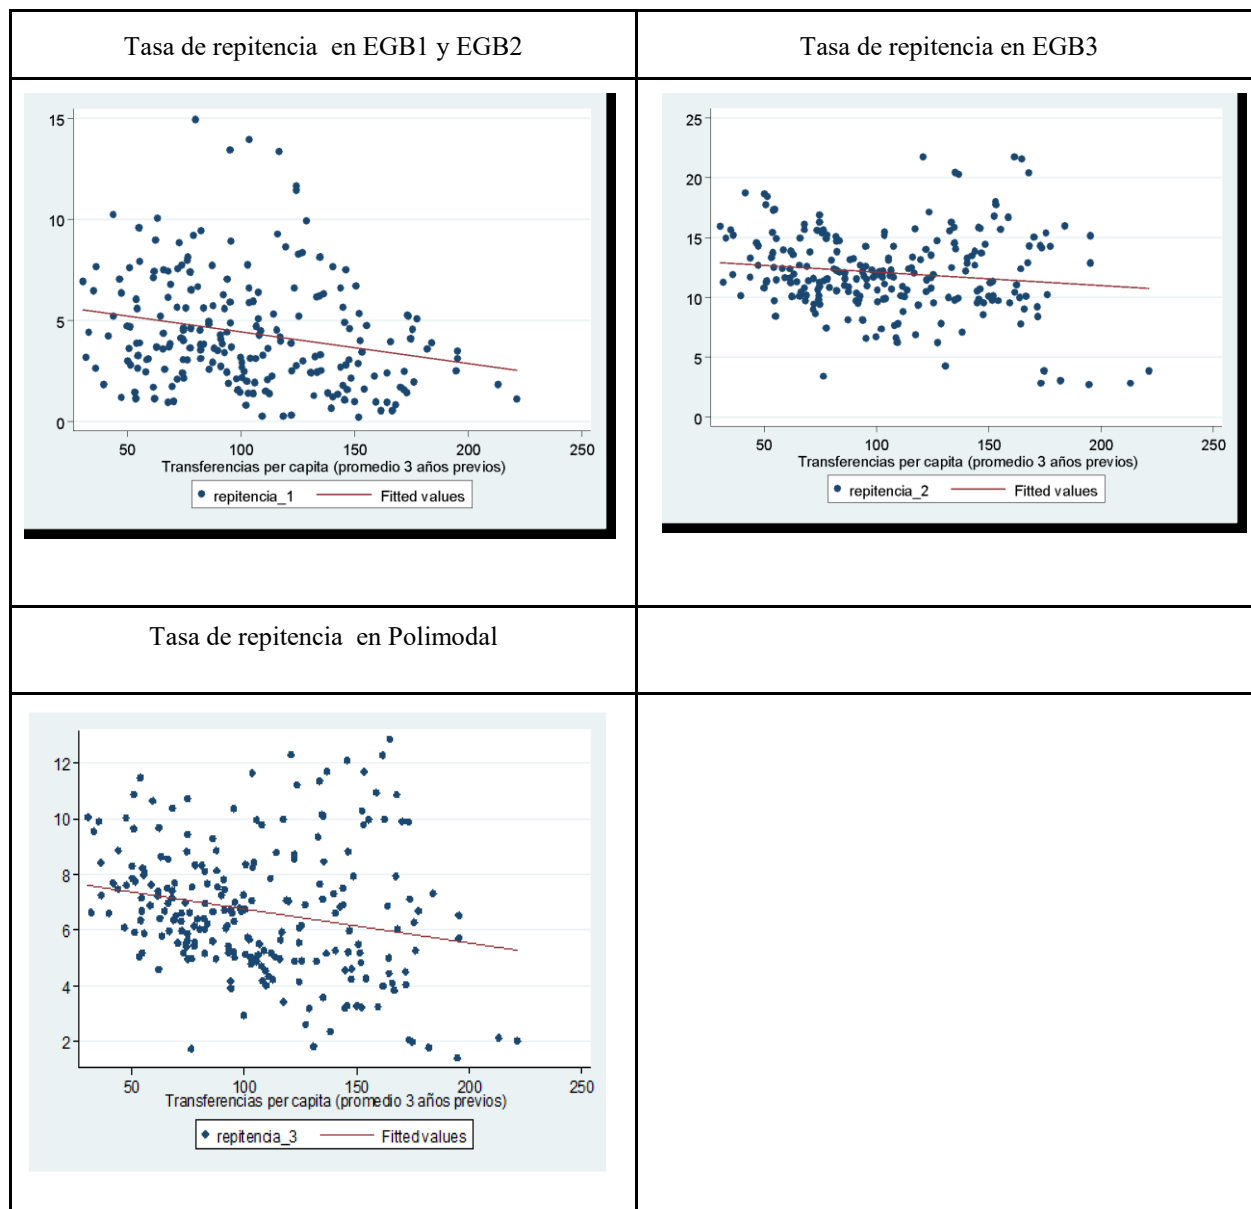 Tasa de repitencia en EGB1 y EGB2
Tasa de repitencia en EGB3
15
10
5
0
50 100 150 200 250
Transferencias per capita (promedio 3 años previos)
repitencia_1 Fitted values
25
20
15
10
5
0
50 100 150 200 250
Transferencias per capita (promedio 3 años previos)
repitencia_2 Fitted values
Tasa de repitencia en Polimodal
12
10
8
6
4
2
50 100 150 200 250
Transferencias per capita (promedio 3 años previos)
repitencia_3 Fitted values